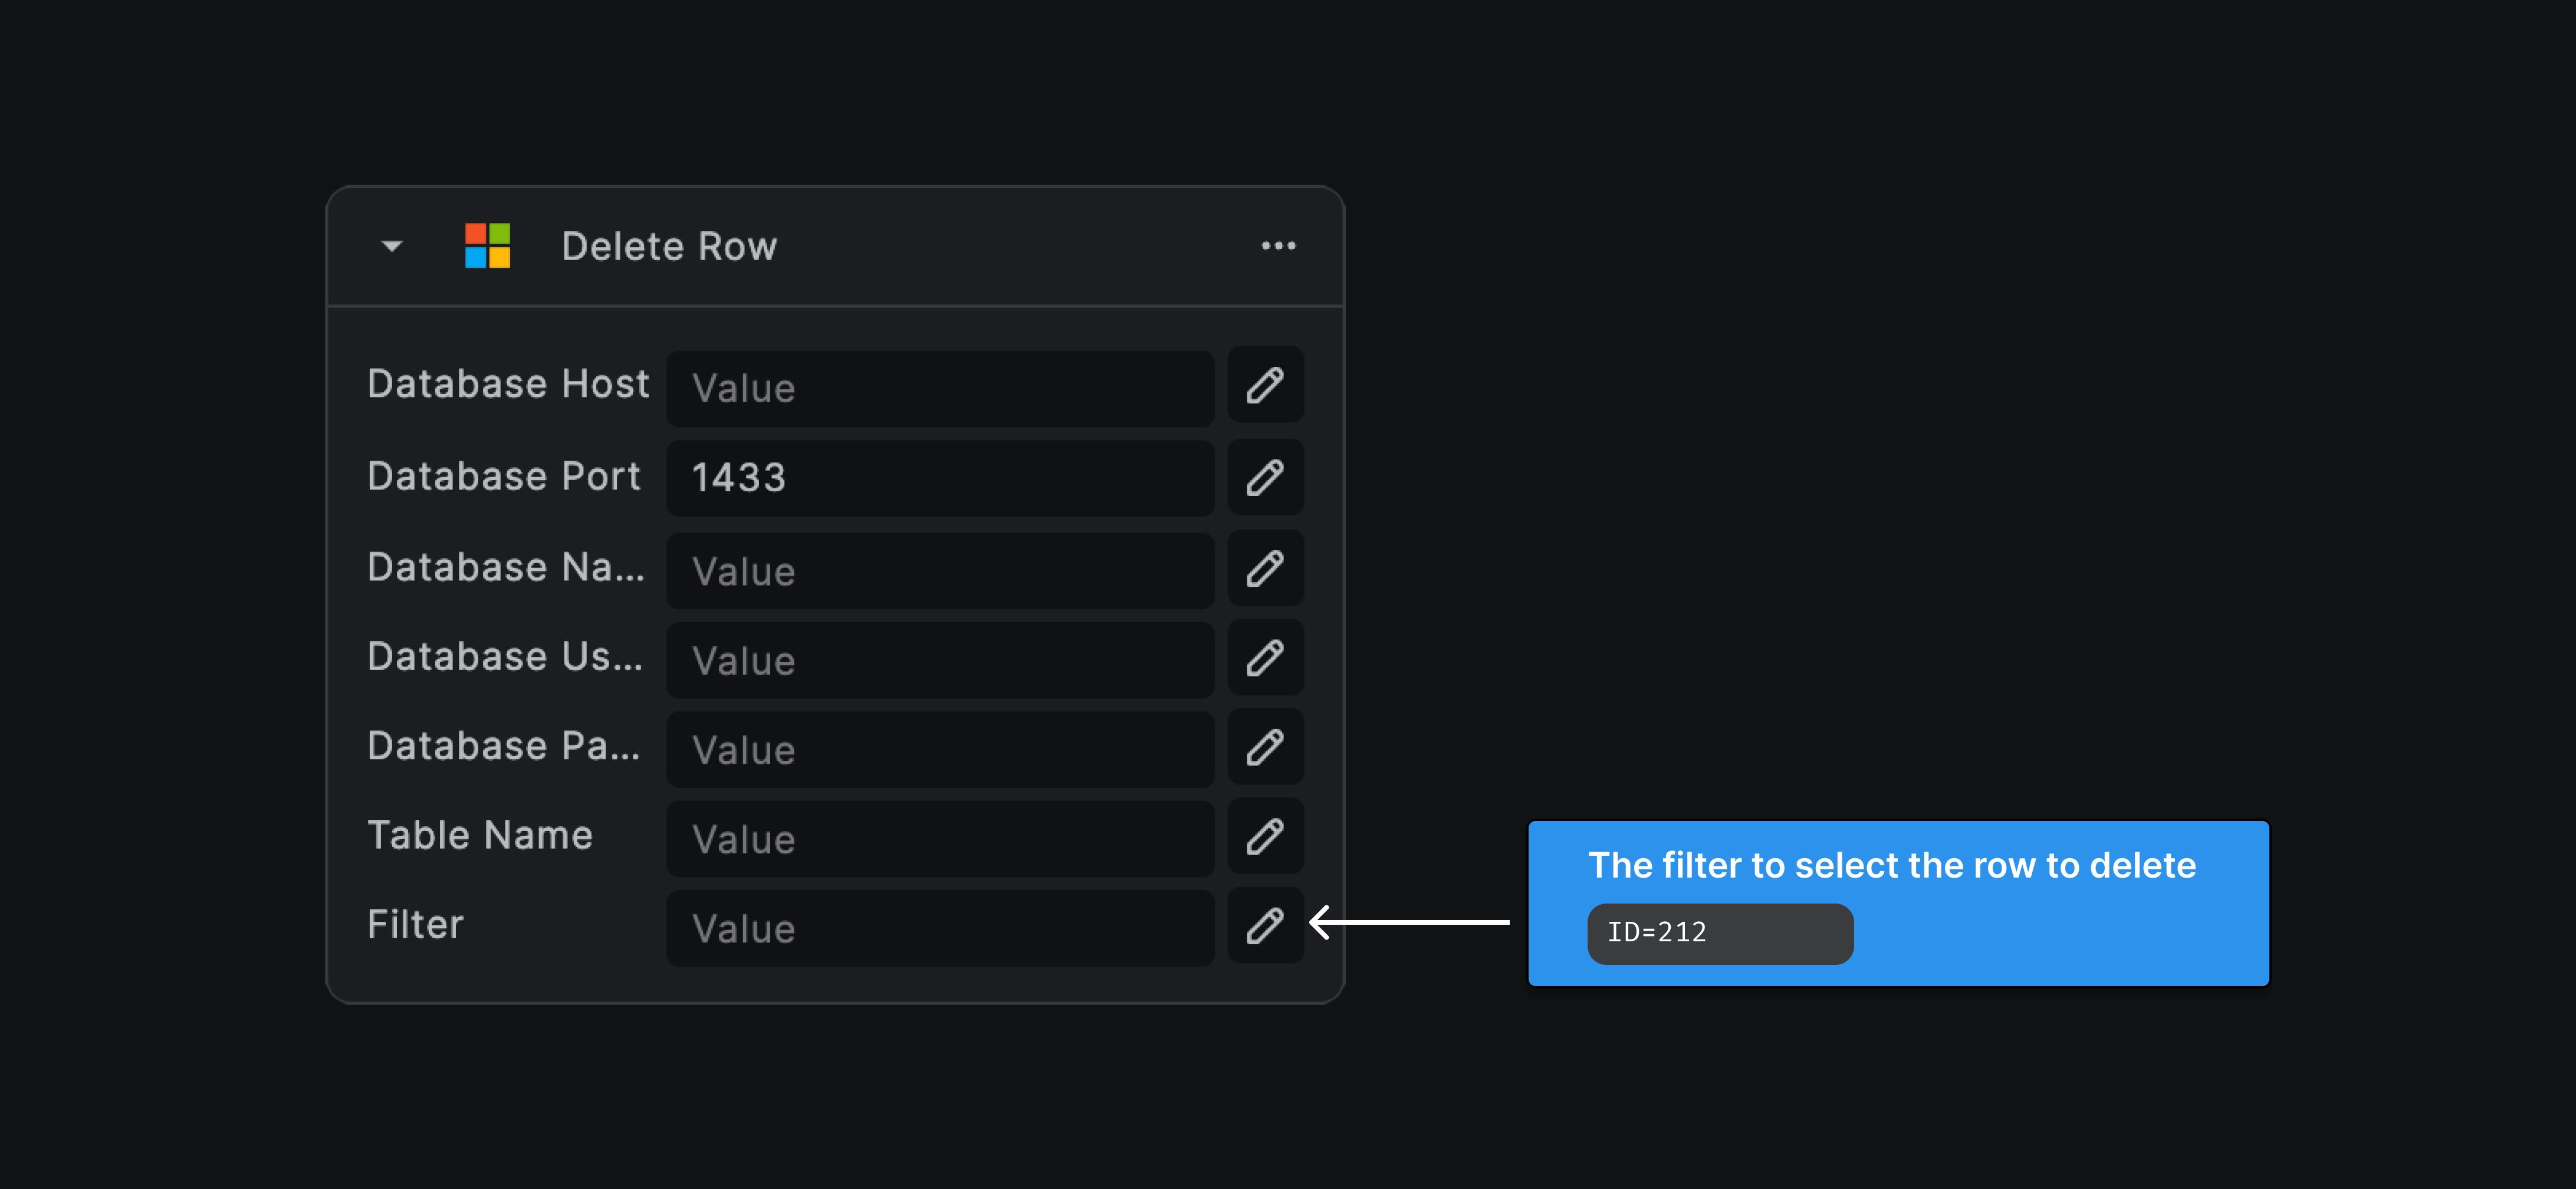 Delete Row
Database Host Value
Database Port 1433
Database Na... Value
Database Us... Value
Database Pa... Value
Table Name Value
Filter Value
The filter to select the row to delete
ID=212